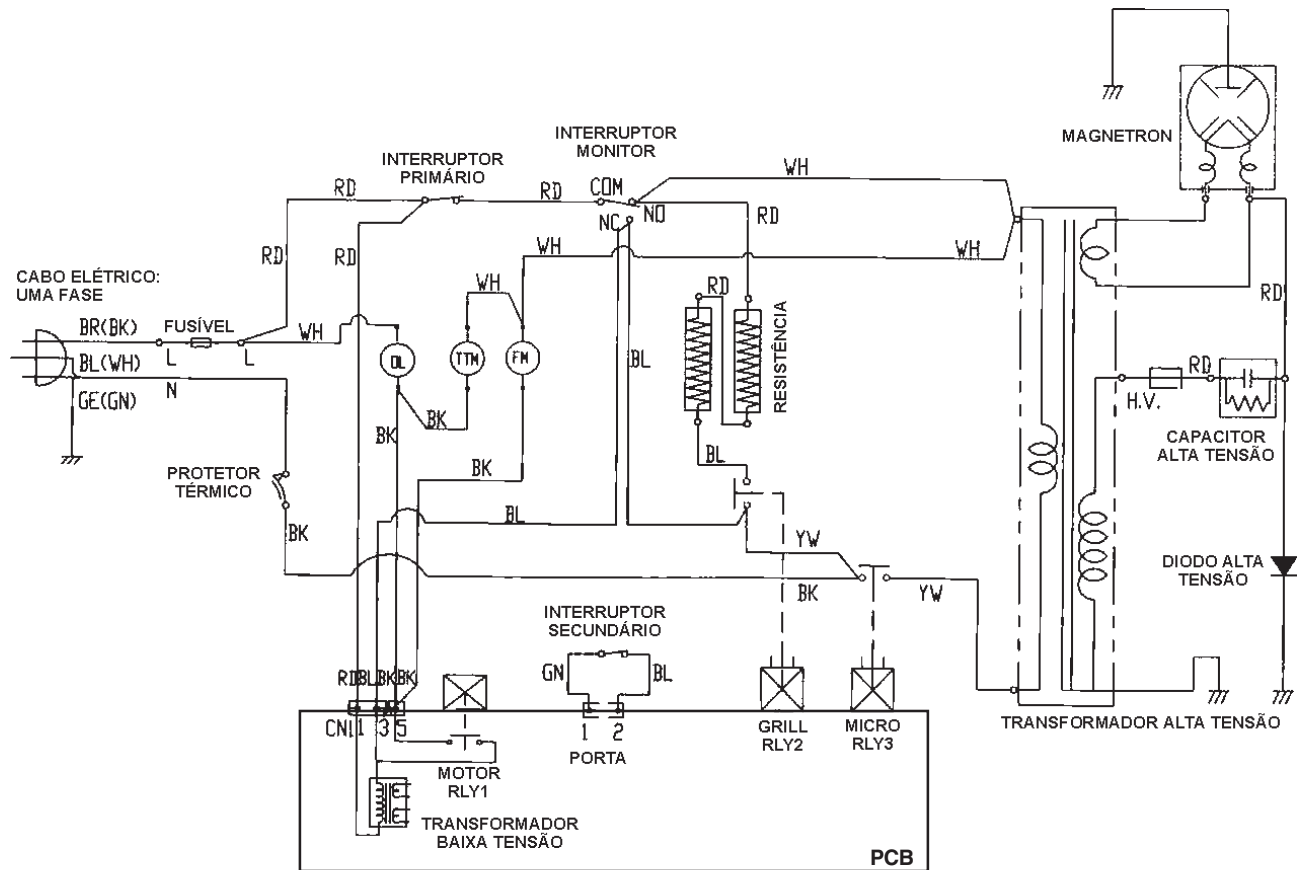 MAGNETRON
INTERRUPTOR
MONITOR
INTERRUPTOR
PRIMÁRIO
WH
RD
RD
COM
NO
NC
RD
RD
RD
WH
WH
WH
CABO ELÉTRICO:
UMA FASE
BR(BK)
FUSÍVEL
WH
L
L
BL(WH)
N
GE(GN)
OL
TTM
FM
RD
RESISTÊNCIA
BL
RD
RD
H.V.
CAPACITOR
ALTA TENSÃO
BK
BK
BK
BL
PROTETOR
TÉRMICO
BK
BL
YW
BK
YW
DIODO ALTA
TENSÃO
INTERRUPTOR
SECUNDÁRIO
GN
BL
RD BL BK BK
CN1 1 3 5
1 2
PORTA
MOTOR
RLY1
GRILL
RLY2
MICRO
RLY3
TRANSFORMADOR ALTA TENSÃO
TRANSFORMADOR
BAIXA TENSÃO
PCB